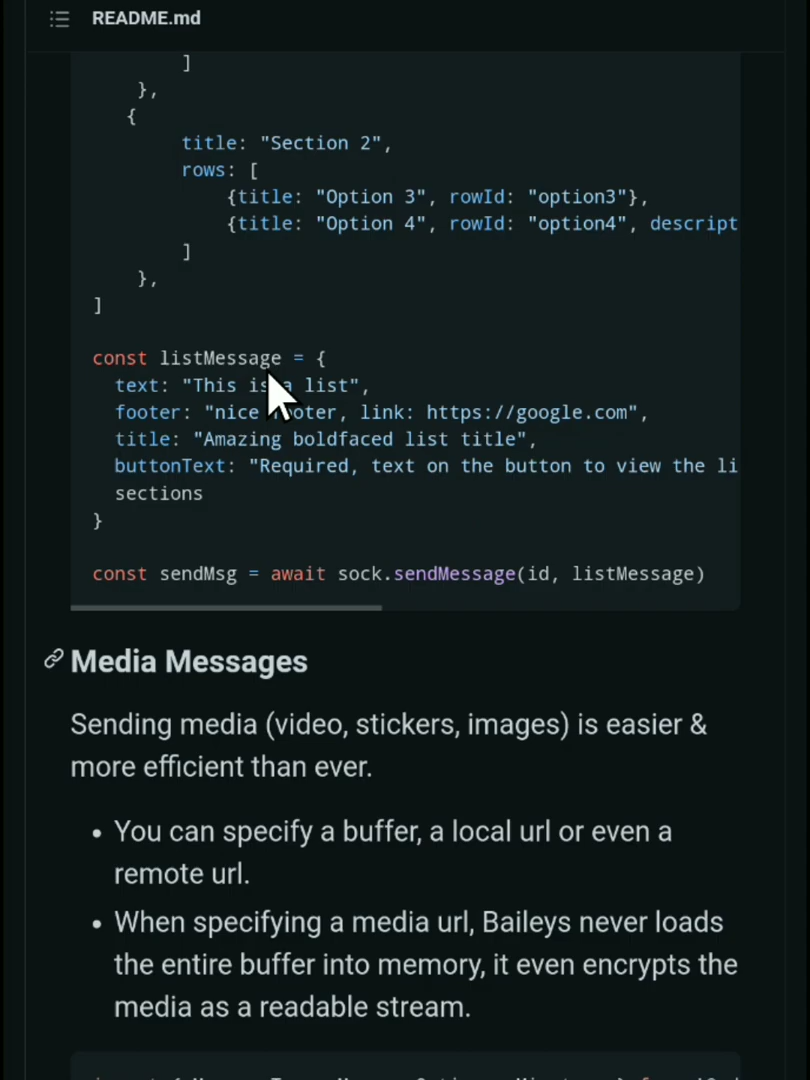 README.md
]
},
{
title: "Section 2",
rows: [
{title: "Option 3", rowId: "option3"},
{title: "Option 4", rowId: "option4", descript
]
},
]
const listMessage = {
text: "This is a list",
footer: "nice footer, link: https://google.com",
title: "Amazing boldfaced list title",
buttonText: "Required, text on the button to view the li
sections
}
const sendMsg = await sock.sendMessage(id, listMessage)
Media Messages
Sending media (video, stickers, images) is easier &
more efficient than ever.
• You can specify a buffer, a local url or even a
remote url.
• When specifying a media url, Baileys never loads
the entire buffer into memory, it even encrypts the
media as a readable stream.